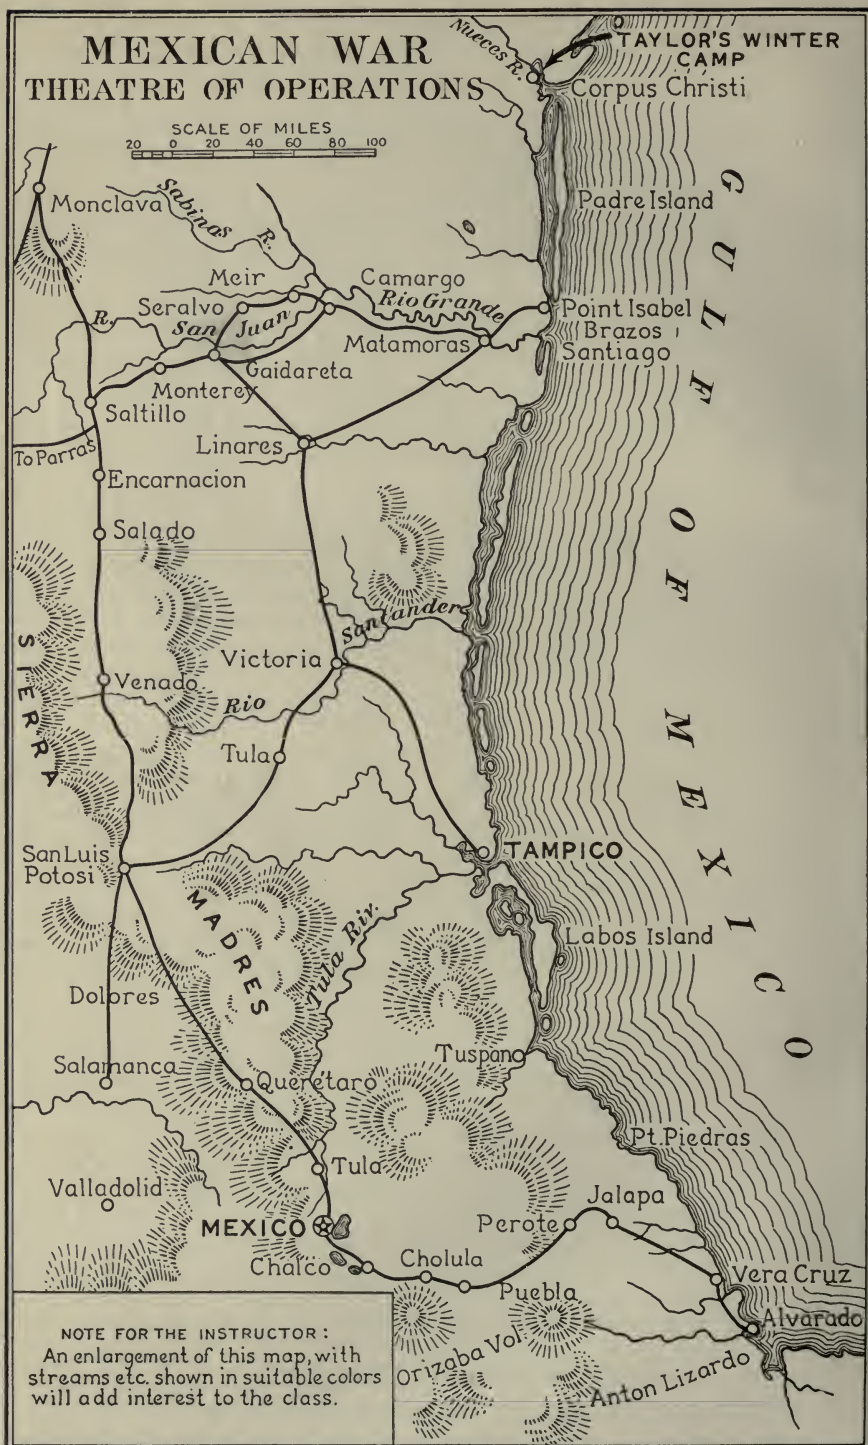 MEXICAN WAR
THEATRE OF OPERATIONS
SCALE OF MILES
20 0 20 40 60 80 100
Nueces R.
TAYLOR'S WINTER
CAMP
Corpus Christi
Padre Island
GULF OF MEXICO
Monclava
Sabinas R.
Meir
Camargo
Seralvo
Rio Grande
Point Isabel
R. San Juan
Brazos
Santiago
Matamoras
Gaidareta
Monterey
Saltillo
To Parras
Linares
Encarnacion
Salado
Santander
Victoria
Venado
Rio
SIERRA
Tula
San Luis
Potosi
TAMPICO
MADRES
Tula Riv.
Labos Island
Dolores
Salamanca
Querétaro
Tuspano
Pt. Piedras
Tula
Valladolid
Jalapa
MEXICO
Perote
Chalco
Cholula
Vera Cruz
Puebla
Alvarado
Orizaba Vol.
Anton Lizardo
NOTE FOR THE INSTRUCTOR:
An enlargement of this map, with
streams etc. shown in suitable colors
will add interest to the class.